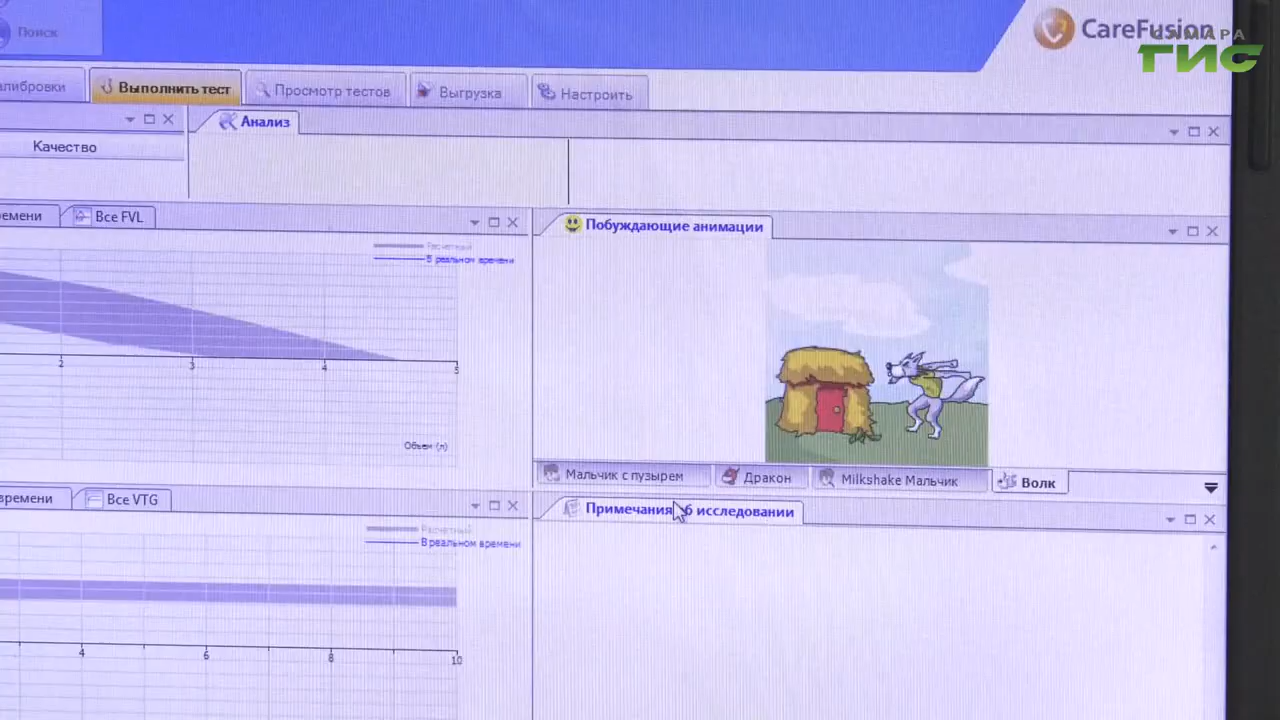 Поиск
CareFusion
САМАРА
ГИС
алибровки
Выполнить тест
Просмотр тестов
Выгрузка
Настроить
Анализ
Качество
ремени
Все FVL
Расчетный
В реальном времени
2
3
4
5
Объем (л)
Побуждающие анимации
Мальчик с пузырем
Дракон
Milkshake Мальчик
Волк
времени
Все VTG
Расчетный
В реальном времени
4
6
8
10
Примечания об исследовании